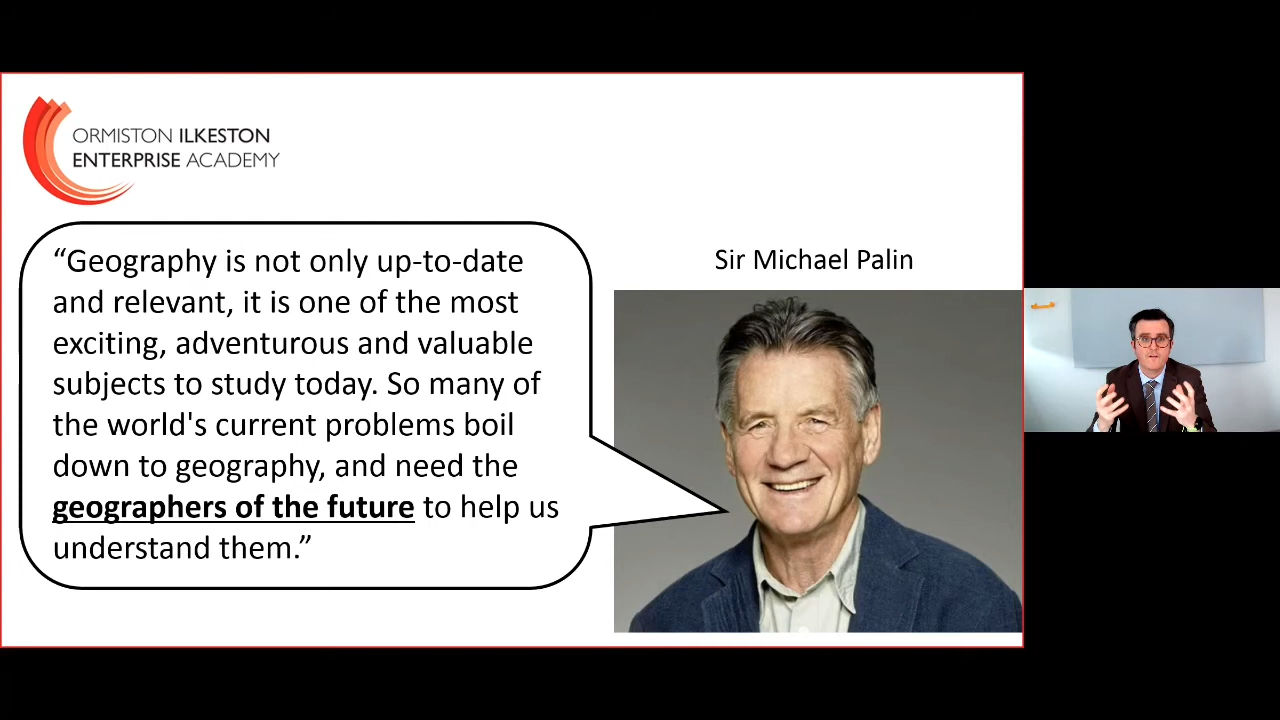 ORMISTON ILKESTON
ENTERPRISE ACADEMY
“Geography is not only up-to-date
and relevant, it is one of the most
exciting, adventurous and valuable
subjects to study today. So many of
the world's current problems boil
down to geography, and need the
geographers of the future to help us
understand them.”
Sir Michael Palin